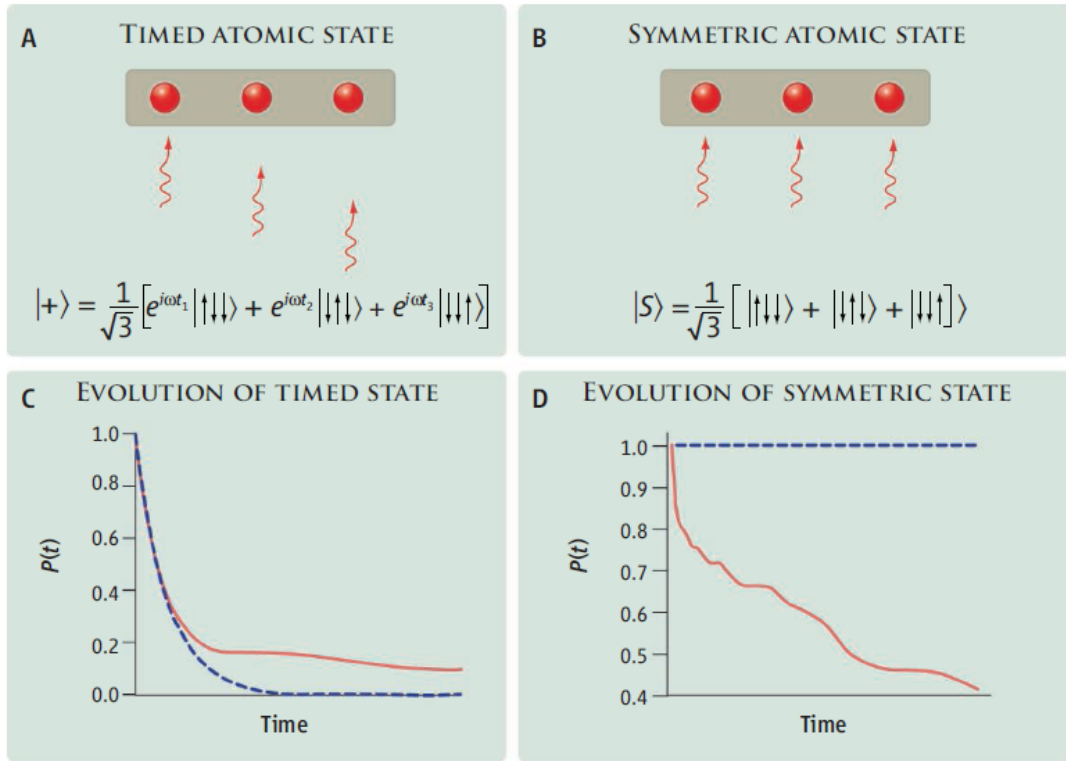 A TIMED ATOMIC STATE
|+⟩ = 1/√3 [e^{iωt₁}|↑↓↓⟩ + e^{iωt₂}|↓↑↓⟩ + e^{iωt₃}|↓↓↑⟩]
B SYMMETRIC ATOMIC STATE
|S⟩ = 1/√3 [|↑↓↓⟩ + |↓↑↓⟩ + |↓↓↑]⟩
C EVOLUTION OF TIMED STATE
1.0
0.8
0.6
0.4
0.2
0.0
P(t)
Time
D EVOLUTION OF SYMMETRIC STATE
1.0
0.9
0.8
0.7
0.6
0.5
0.4
P(t)
Time